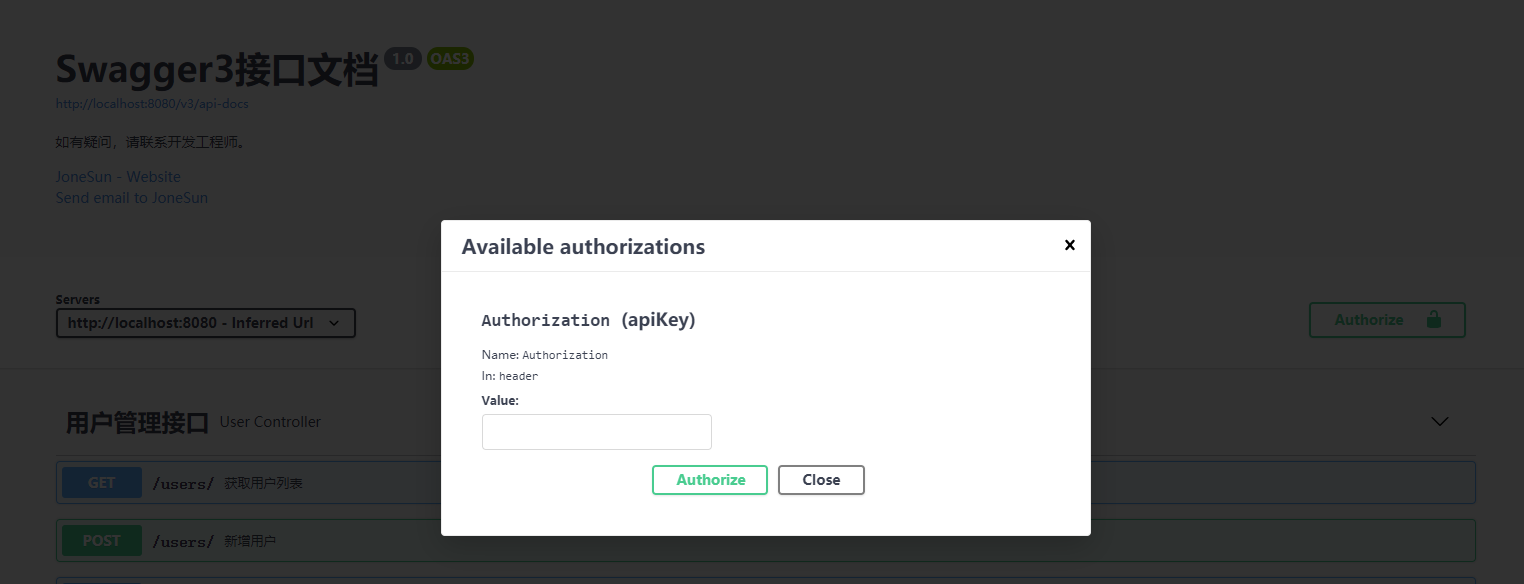 Swagger3接口文档 1.0 OAS3
http://localhost:8080/v3/api-docs
如有疑问，请联系开发工程师。
JoneSun - Website
Send email to JoneSun
Servers
http://localhost:8080 - Inferred Url
Authorize
Available authorizations
Authorization (apiKey)
Name: Authorization
In: header
Value:
Authorize Close
用户管理接口 User Controller
GET /users/ 获取用户列表
POST /users/ 新增用户